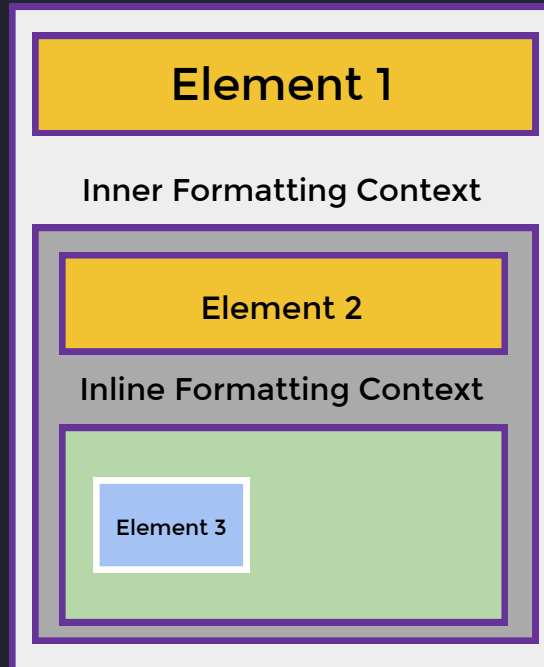 Element 1
Inner Formatting Context
Element 2
Inline Formatting Context
Element 3